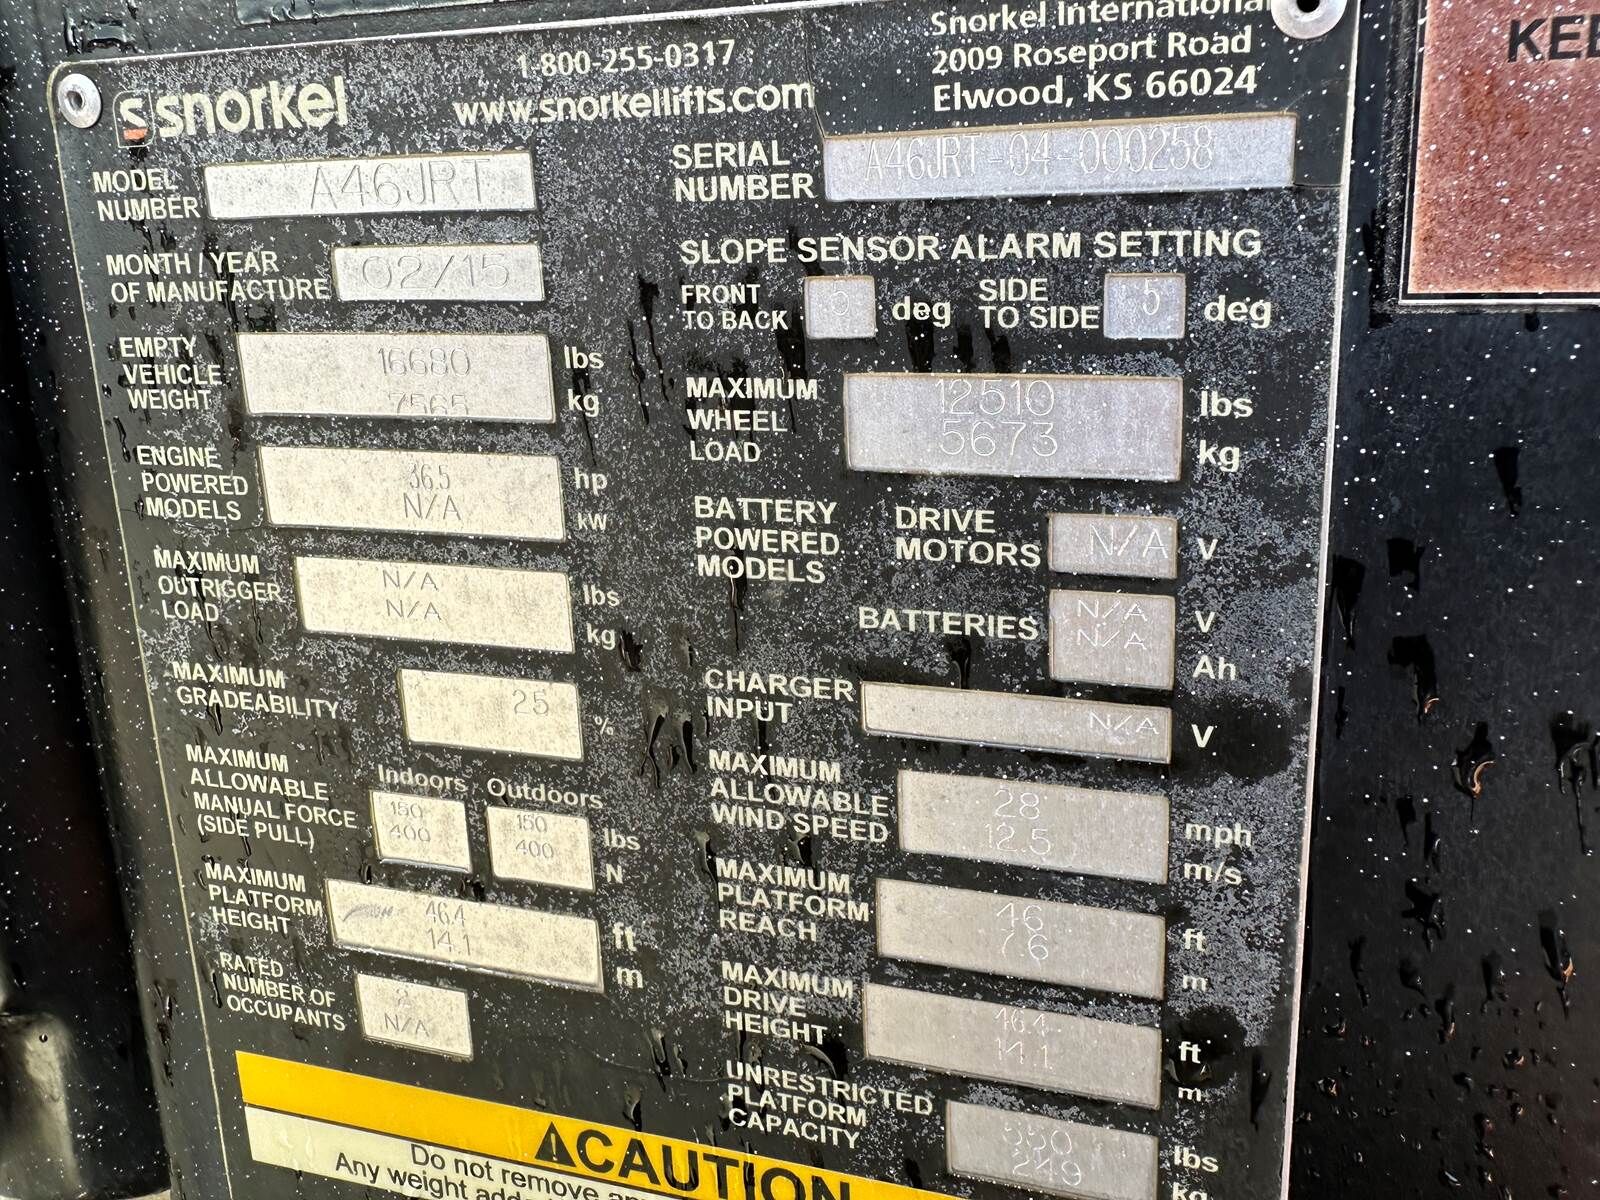 snorkel
1-800-255-0317
www.snorkellifts.com
Snorkel International
2009 Roseport Road
Elwood, KS 66024
MODEL NUMBER A46JRT
SERIAL NUMBER A46JRT-04-000258
MONTH / YEAR OF MANUFACTURE 02/15
SLOPE SENSOR ALARM SETTING
FRONT TO BACK 5 deg SIDE TO SIDE 5 deg
EMPTY VEHICLE WEIGHT
16680 lbs
7565 kg
MAXIMUM WHEEL LOAD
12510 lbs
5673 kg
ENGINE POWERED MODELS
36.5 hp
N/A kW
BATTERY POWERED MODELS
DRIVE MOTORS N/A V
BATTERIES
N/A V
N/A Ah
MAXIMUM OUTRIGGER LOAD
N/A lbs
N/A kg
CHARGER INPUT N/A V
MAXIMUM GRADEABILITY 25 %
MAXIMUM ALLOWABLE WIND SPEED
28 mph
12.5 m/s
MAXIMUM ALLOWABLE MANUAL FORCE (SIDE PULL)
Indoors Outdoors
150 150 lbs
400 400 N
MAXIMUM PLATFORM REACH
ft
7.6 m
MAXIMUM PLATFORM HEIGHT
46.4 ft
14.1 m
MAXIMUM DRIVE HEIGHT
46.4 ft
14.1 m
RATED NUMBER OF OCCUPANTS
N/A
UNRESTRICTED PLATFORM CAPACITY
550 lbs
249 kg
CAUTION
Do not remove
Any weight
KEE